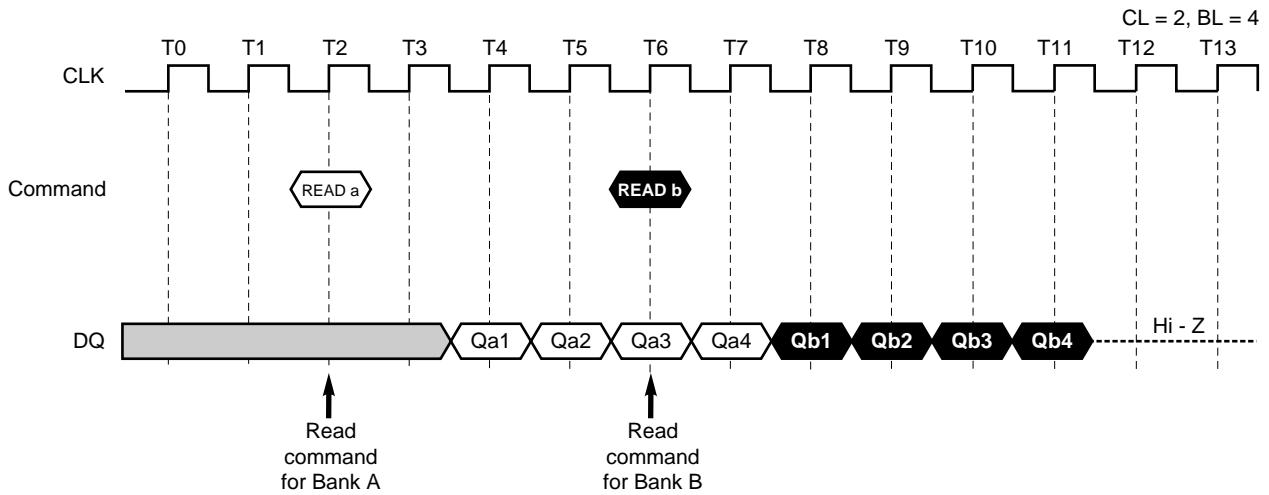 CL = 2, BL = 4
T0 T1 T2 T3 T4 T5 T6 T7 T8 T9 T10 T11 T12 T13
CLK
Command READ a READ b
Hi - Z
DQ Qa1 Qa2 Qa3 Qa4 Qb1 Qb2 Qb3 Qb4
Read Read
command command
for Bank A for Bank B